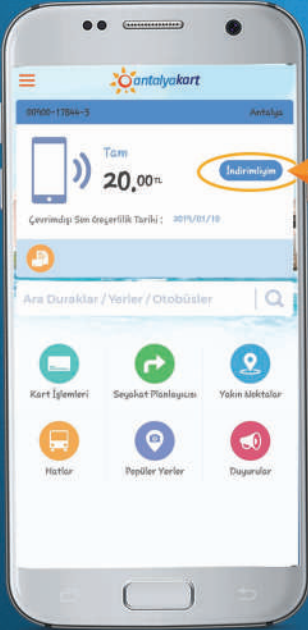 antalyakart
00900-17844-3 Antalya
Tam
20,00TL
İndirimliyim
Çevrimdışı Son Geçerlilik Tarihi : 2019/01/10
Ara Duraklar / Yerler / Otobüsler
Kart İşlemleri Seyahat Planlayıcısı Yakın Noktalar
Hatlar Popüler Yerler Duyurular